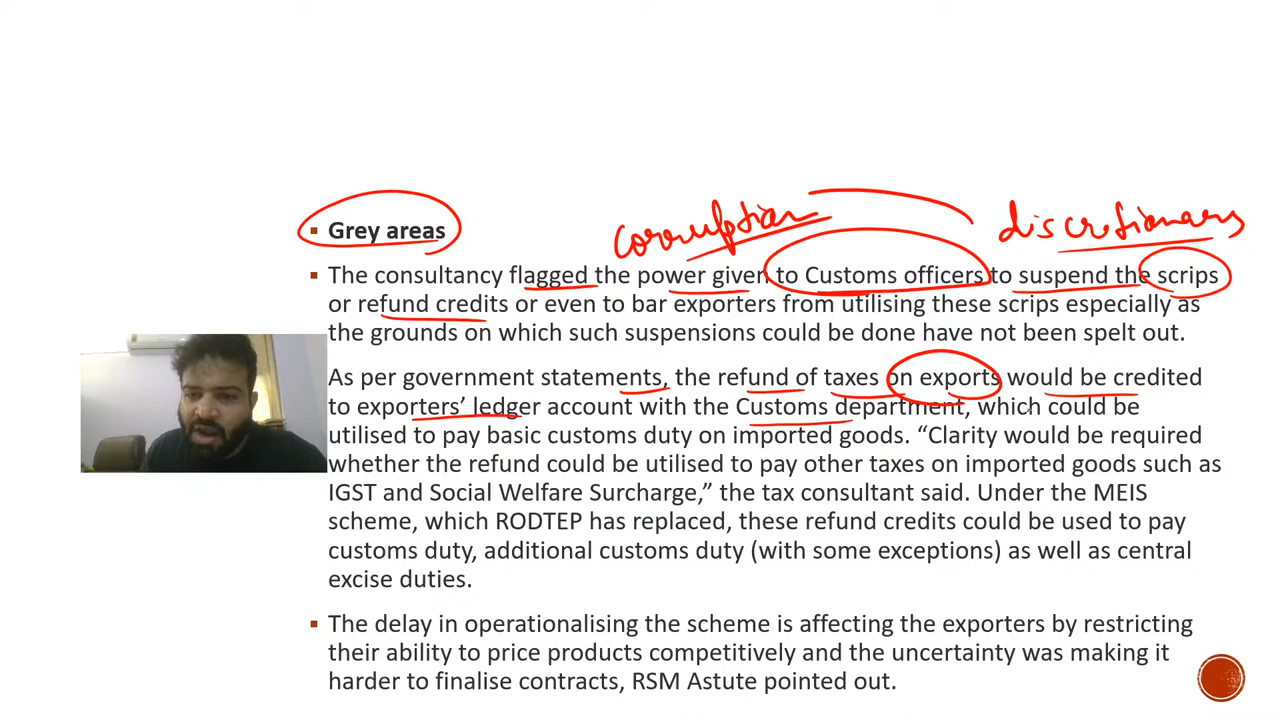 Grey areas
corruption
discretionary
The consultancy flagged the power given to Customs officers to suspend the scrips
or refund credits or even to bar exporters from utilising these scrips especially as
the grounds on which such suspensions could be done have not been spelt out.
As per government statements, the refund of taxes on exports would be credited
to exporters’ ledger account with the Customs department, which could be
utilised to pay basic customs duty on imported goods. “Clarity would be required
whether the refund could be utilised to pay other taxes on imported goods such as
IGST and Social Welfare Surcharge,” the tax consultant said. Under the MEIS
scheme, which RODTEP has replaced, these refund credits could be used to pay
customs duty, additional customs duty (with some exceptions) as well as central
excise duties.
The delay in operationalising the scheme is affecting the exporters by restricting
their ability to price products competitively and the uncertainty was making it
harder to finalise contracts, RSM Astute pointed out.